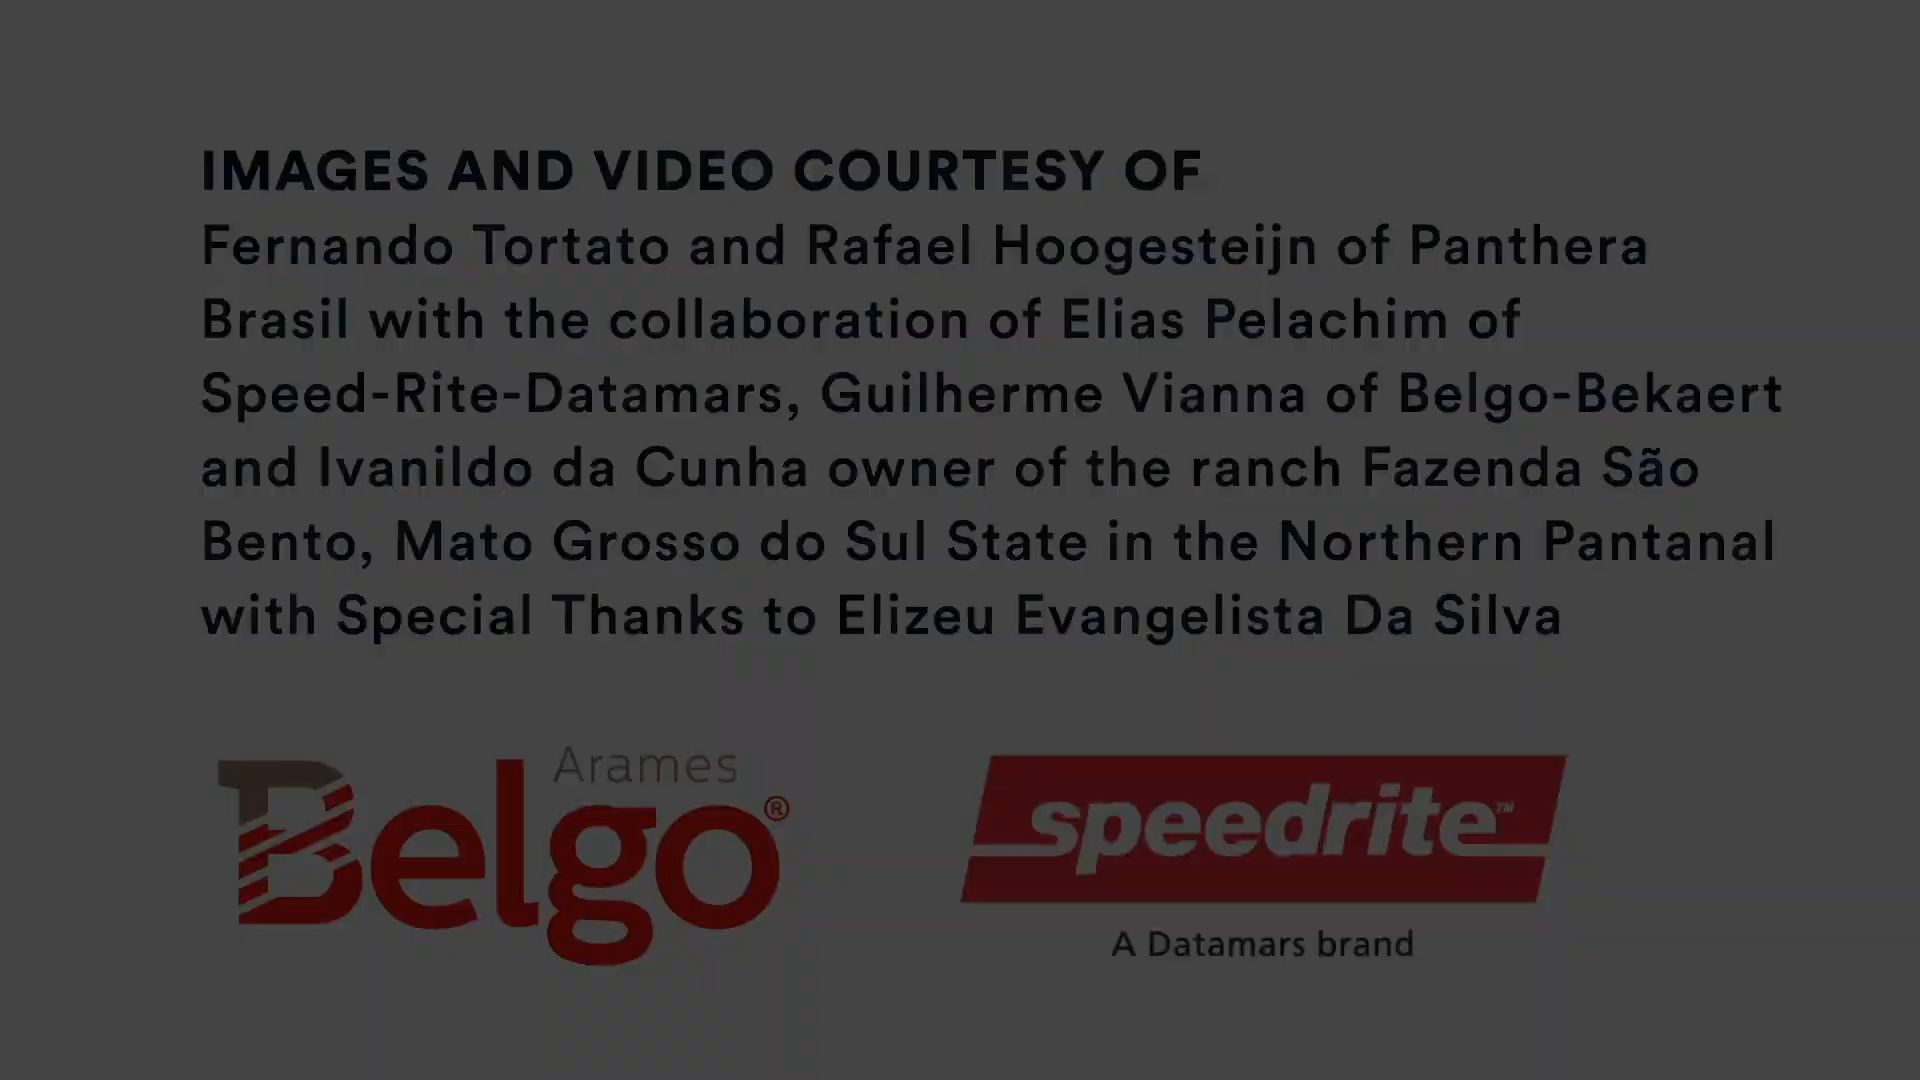 IMAGES AND VIDEO COURTESY OF
Fernando Tortato and Rafael Hoogesteijn of Panthera
Brasil with the collaboration of Elias Pelachim of
Speed-Rite-Datamars, Guilherme Vianna of Belgo-Bekaert
and Ivanildo da Cunha owner of the ranch Fazenda São
Bento, Mato Grosso do Sul State in the Northern Pantanal
with Special Thanks to Elizeu Evangelista Da Silva
Arames
Belgo®
speedrite™
A Datamars brand